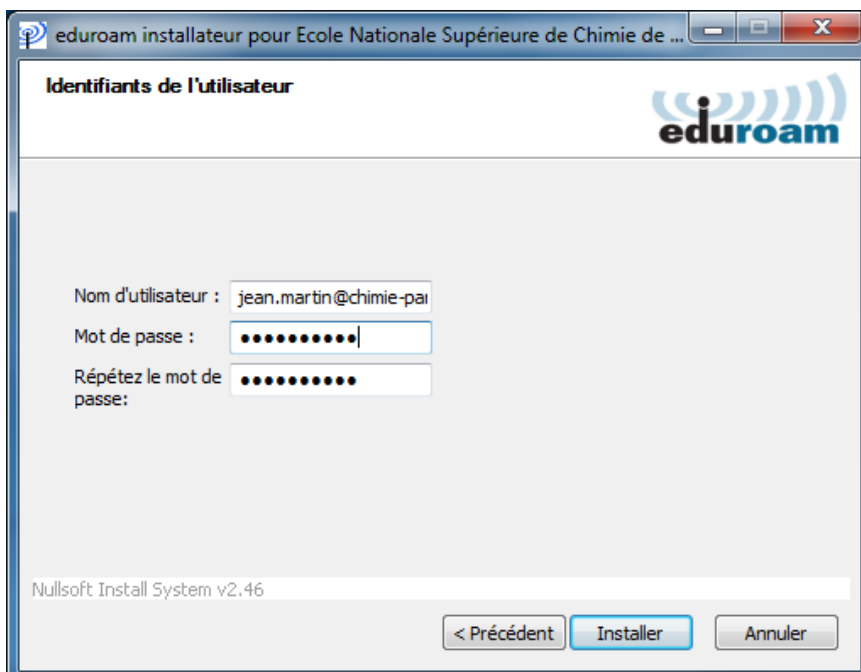 eduroam installateur pour Ecole Nationale Supérieure de Chimie de ...
Identifiants de l'utilisateur
eduroam
Nom d'utilisateur :
jean.martin@chimie-pai
Mot de passe :
●●●●●●●●●●
Répétez le mot de
passe:
●●●●●●●●●●
Nullsoft Install System v2.46
< Précédent
Installer
Annuler